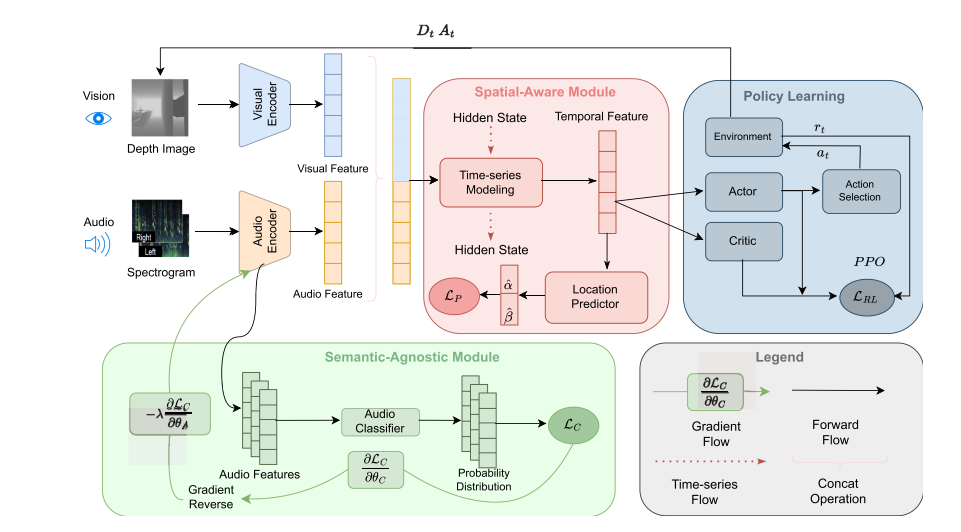 D_t A_t
Vision
Depth Image
Visual
Encoder
Visual Feature
Audio
Right
Left
Spectrogram
Audio
Encoder
Audio Feature
Spatial-Aware Module
Hidden State
Temporal Feature
Time-series
Modeling
Hidden State
Location
Predictor
α̂
β̂
ℒ_P
Policy Learning
Environment
r_t
a_t
Actor
Action
Selection
Critic
PPO
ℒ_RL
Semantic-Agnostic Module
−λ ∂ℒ_C/∂θ_A
Audio Features
Audio
Classifier
Probability
Distribution
ℒ_C
∂ℒ_C/∂θ_C
Gradient
Reverse
Legend
∂ℒ_C/∂θ_C
Gradient
Flow
Forward
Flow
Time-series
Flow
Concat
Operation